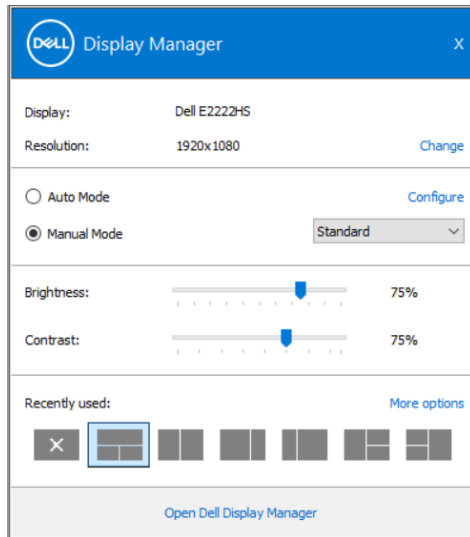 DELL Display Manager X
Display: Dell E2222HS
Resolution: 1920x1080 Change
Auto Mode Configure
Manual Mode Standard
Brightness: 75%
Contrast: 75%
Recently used: More options
Open Dell Display Manager